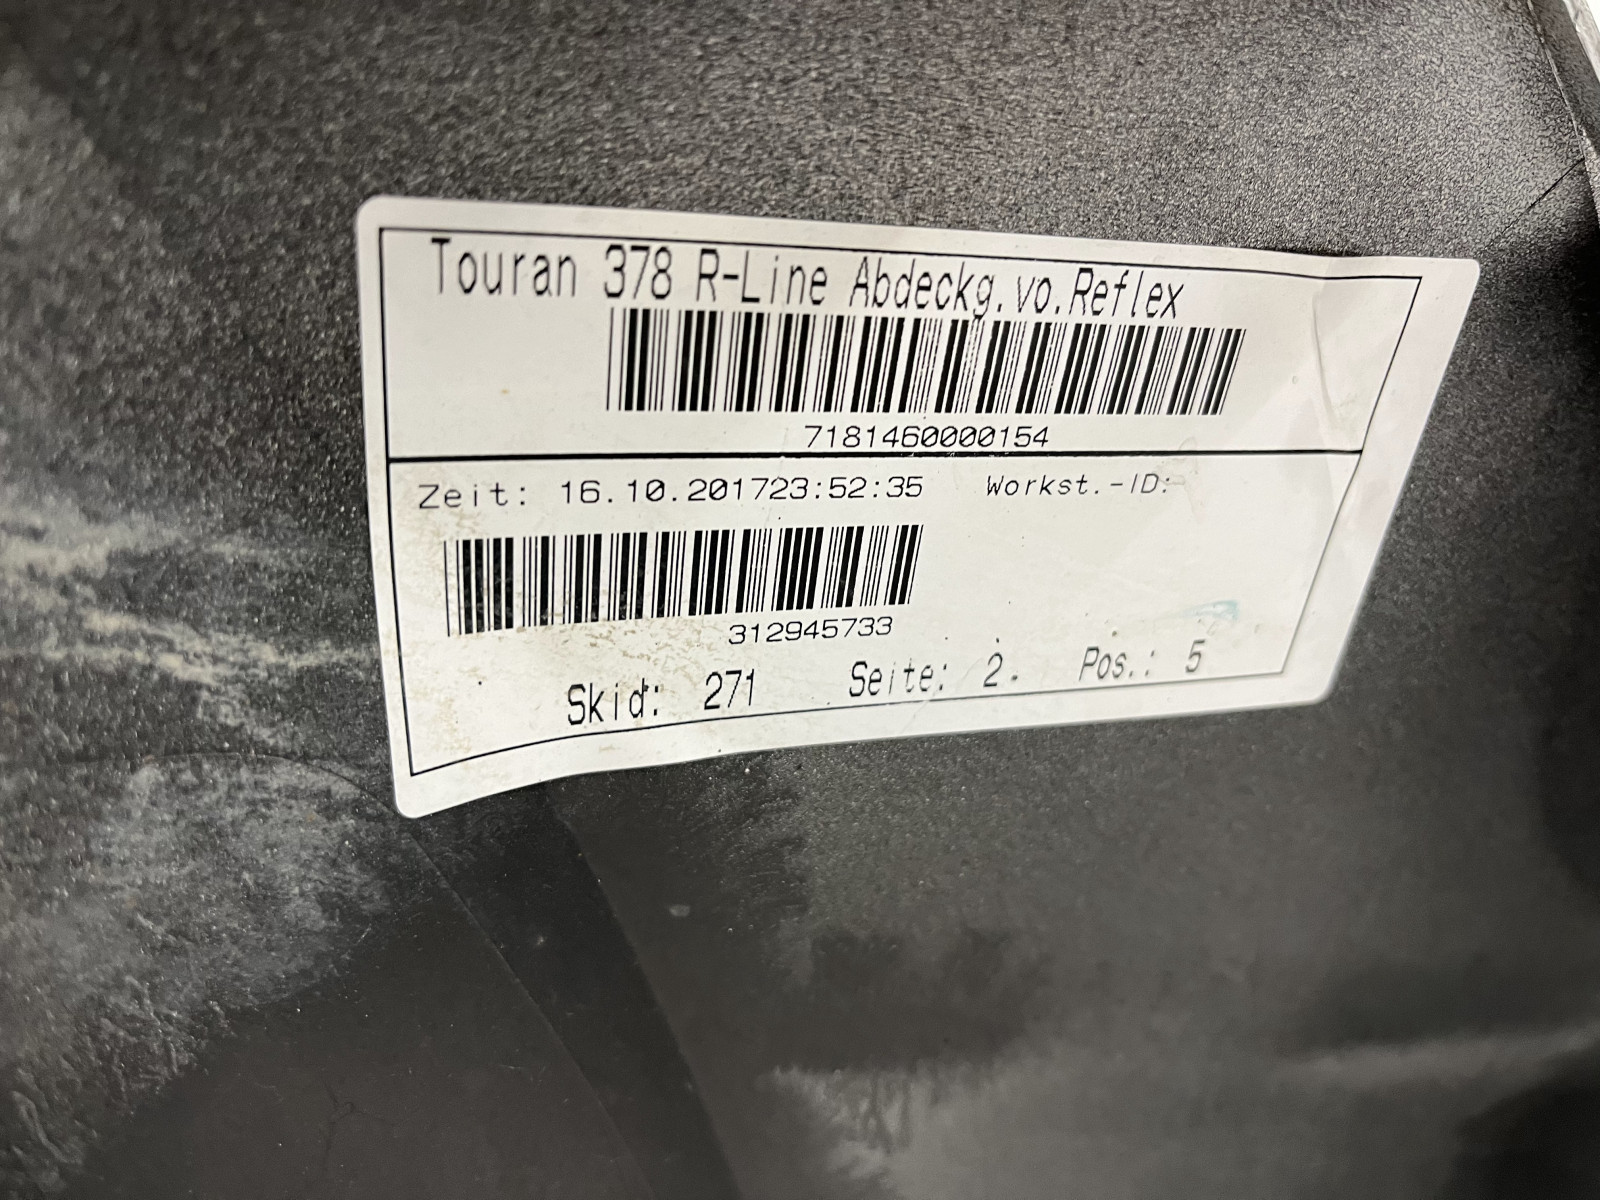 Touran 378 R-Line Abdeckg.vo.Reflex
7181460000154
Zeit: 16.10.201723:52:35 Workst.-ID:
312945733
Skid: 271 Seite: 2. Pos.: 5